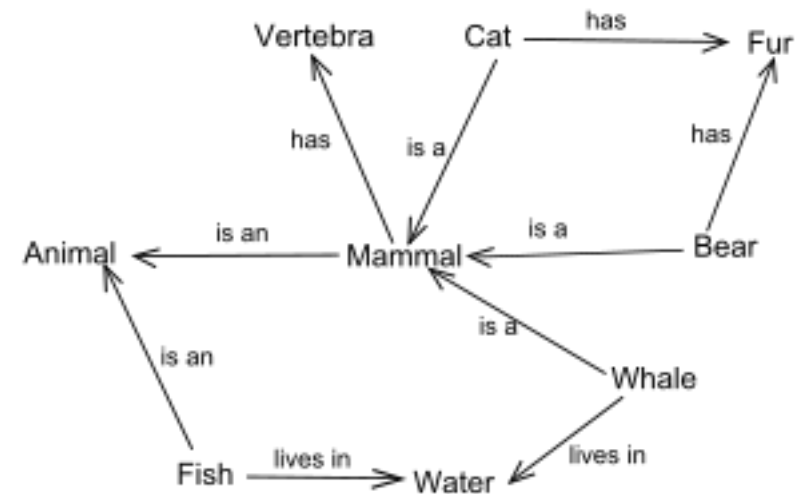 Vertebra
Cat
has
Fur
has
is a
has
Animal
is an
Mammal
is a
Bear
is a
is an
Whale
Fish
lives in
Water
lives in